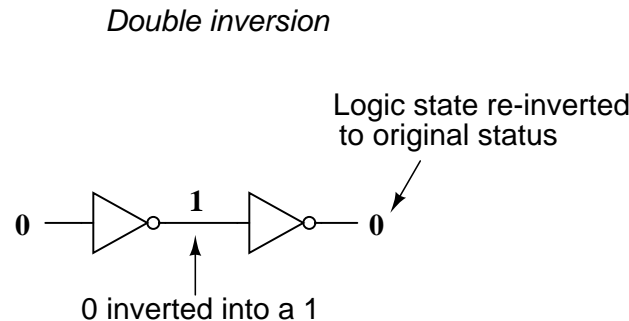 Double inversion
Logic state re-inverted
to original status
0
1
0
0 inverted into a 1